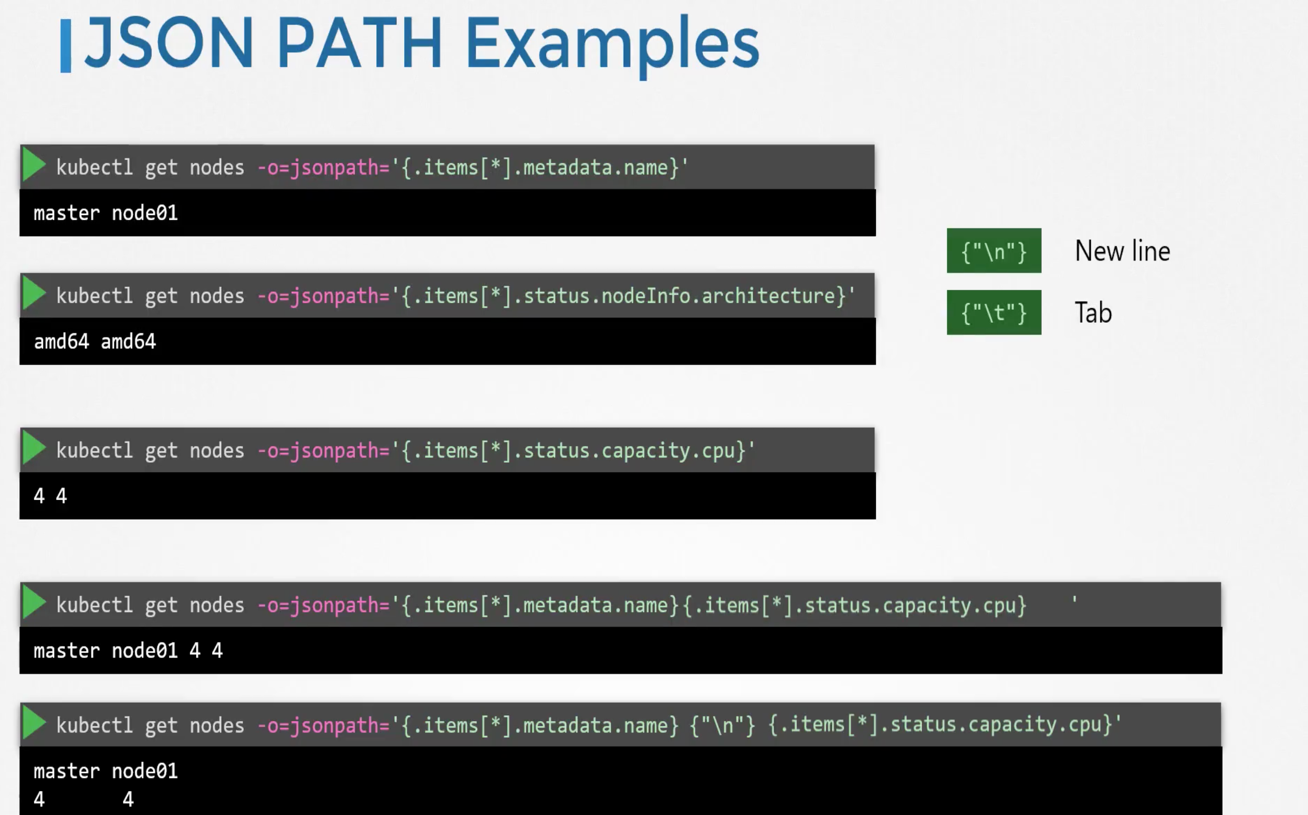 JSON PATH Examples
kubectl get nodes -o=jsonpath='{.items[*].metadata.name}'
master node01
{"\n"} New line
kubectl get nodes -o=jsonpath='{.items[*].status.nodeInfo.architecture}'
{"\t"} Tab
amd64 amd64
kubectl get nodes -o=jsonpath='{.items[*].status.capacity.cpu}'
4 4
kubectl get nodes -o=jsonpath='{.items[*].metadata.name}{.items[*].status.capacity.cpu}    '
master node01 4 4
kubectl get nodes -o=jsonpath='{.items[*].metadata.name} {"\n"} {.items[*].status.capacity.cpu}'
master node01
4       4